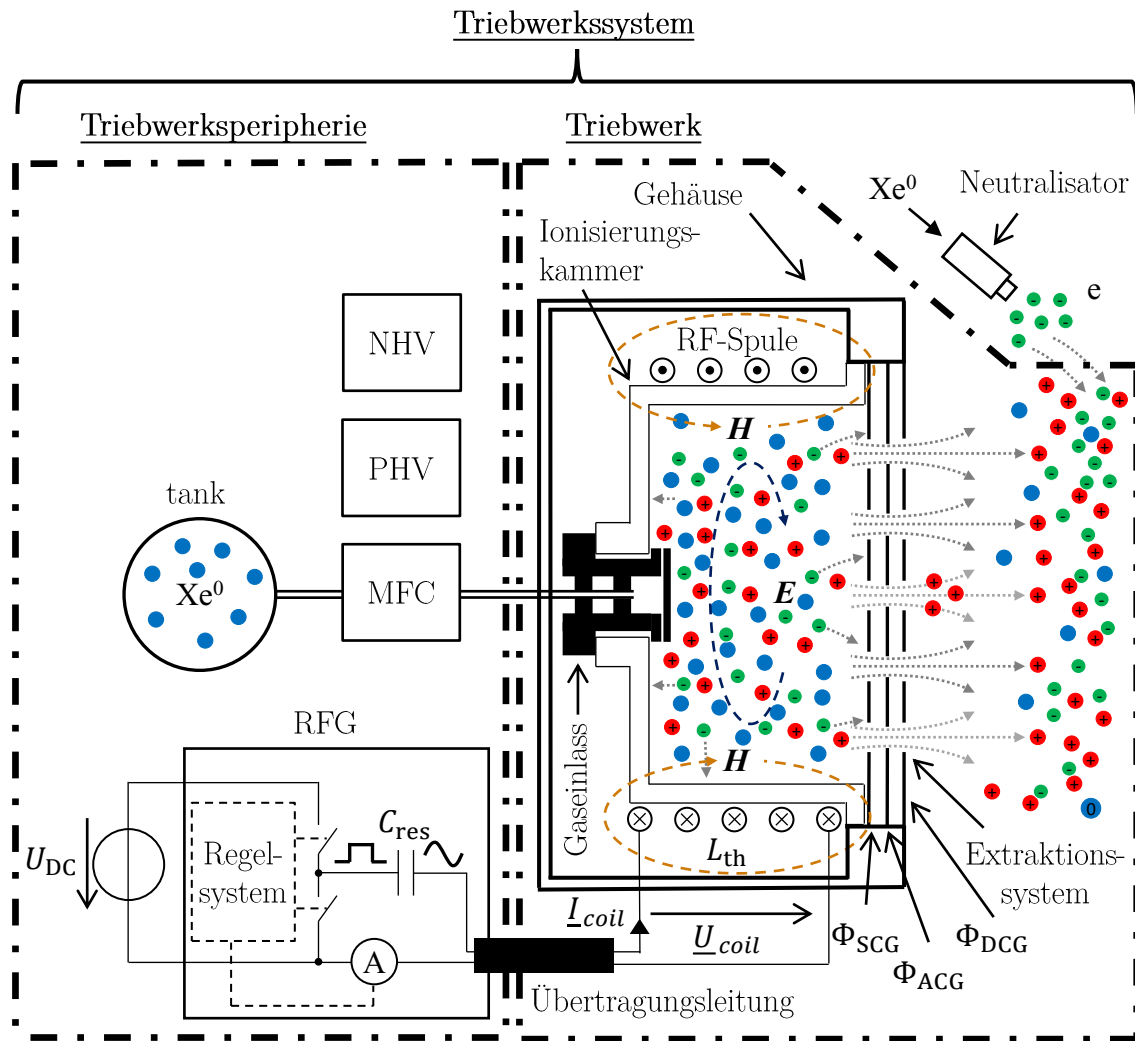 Triebwerkssystem
Triebwerksperipherie
Triebwerk
Gehäuse
Xe⁰
Neutralisator
Ionisierungs-
kammer
e
NHV
RF-Spule
H
PHV
tank
Xe⁰
MFC
E
Gaseinlass
H
RFG
U_DC
Regel-
system
C_res
A
L_th
0
Extraktions-
system
I_coil
U_coil
Φ_SCG
Φ_ACG
Φ_DCG
Übertragungsleitung